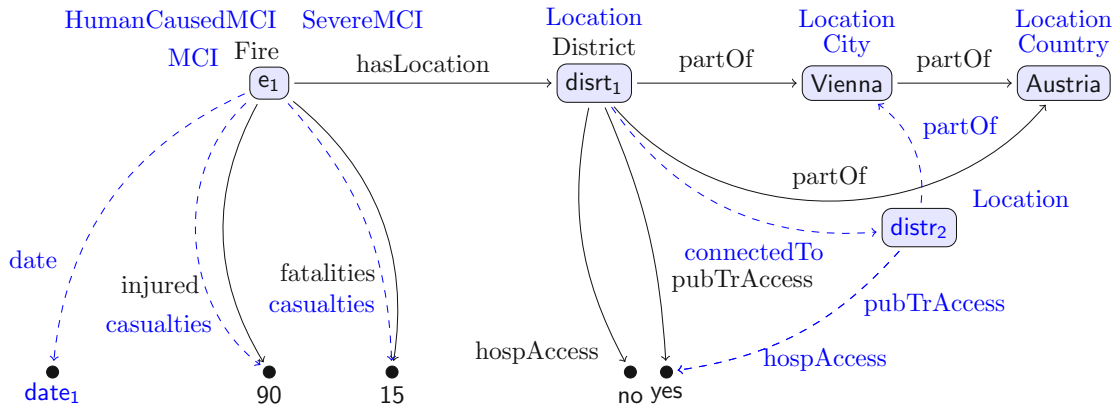 HumanCausedMCI SevereMCI Location Location Location
MCI Fire District City Country
e1 hasLocation disrt1 partOf Vienna partOf Austria
partOf
partOf
Location
distr2
date connectedTo
injured fatalities pubTrAccess
casualties casualties pubTrAccess
hospAccess hospAccess
date1 90 15 no yes